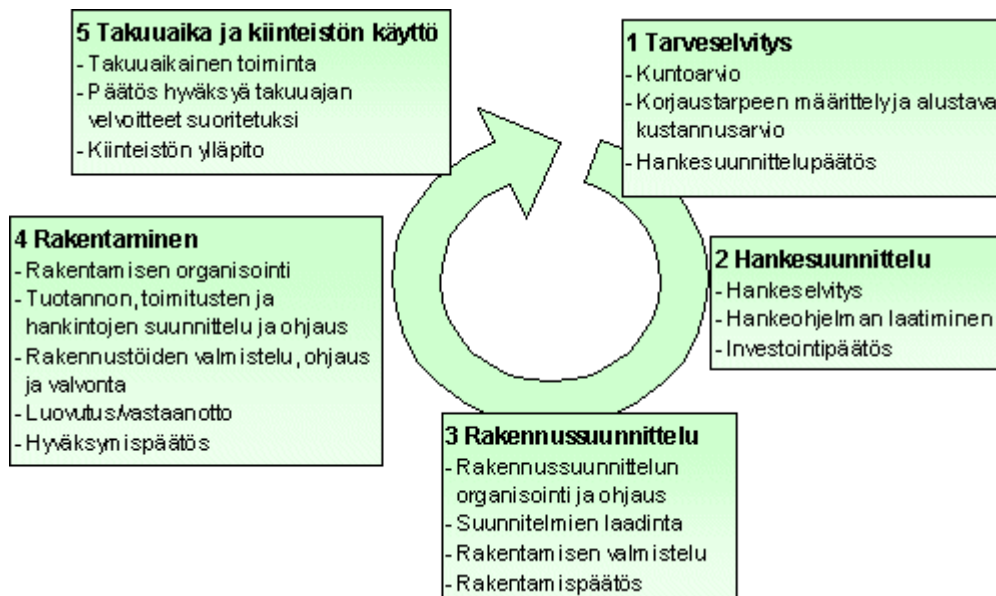 1 Tarveselvitys
- Kuntoarvio
- Korjaustarpeen määrittely ja alustava
kustannusarvio
- Hankesuunnittelupäätös
2 Hankesuunnittelu
- Hankeselvitys
- Hankeohjelman laatiminen
- Investointipäätös
3 Rakennussuunnittelu
- Rakennussuunnittelun
organisointi ja ohjaus
- Suunnitelmien laadinta
- Rakentamisen valmistelu
- Rakentamispäätös
4 Rakentaminen
- Rakentamisen organisointi
- Tuotannon, toimitusten ja
hankintojen suunnittelu ja ohjaus
- Rakennustöiden valmistelu, ohjaus
ja valvonta
- Luovutus/vastaanotto
- Hyväksymispäätös
5 Takuuaika ja kiinteistön käyttö
- Takuuaikainen toiminta
- Päätös hyväksyä takuuajan
velvoitteet suoritetuksi
- Kiinteistön ylläpito